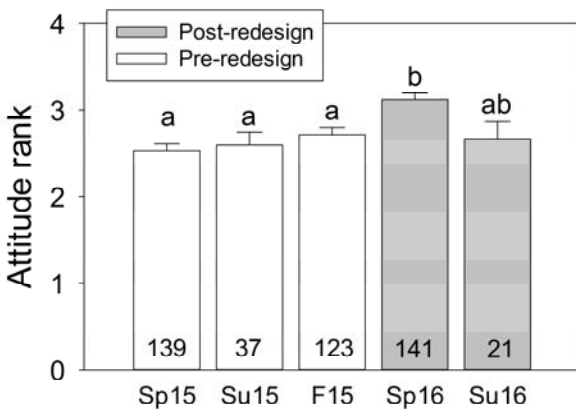 4
3
2
1
0
Attitude rank
Post-redesign
Pre-redesign
a
a
a
b
ab
139
37
123
141
21
Sp15
Su15
F15
Sp16
Su16